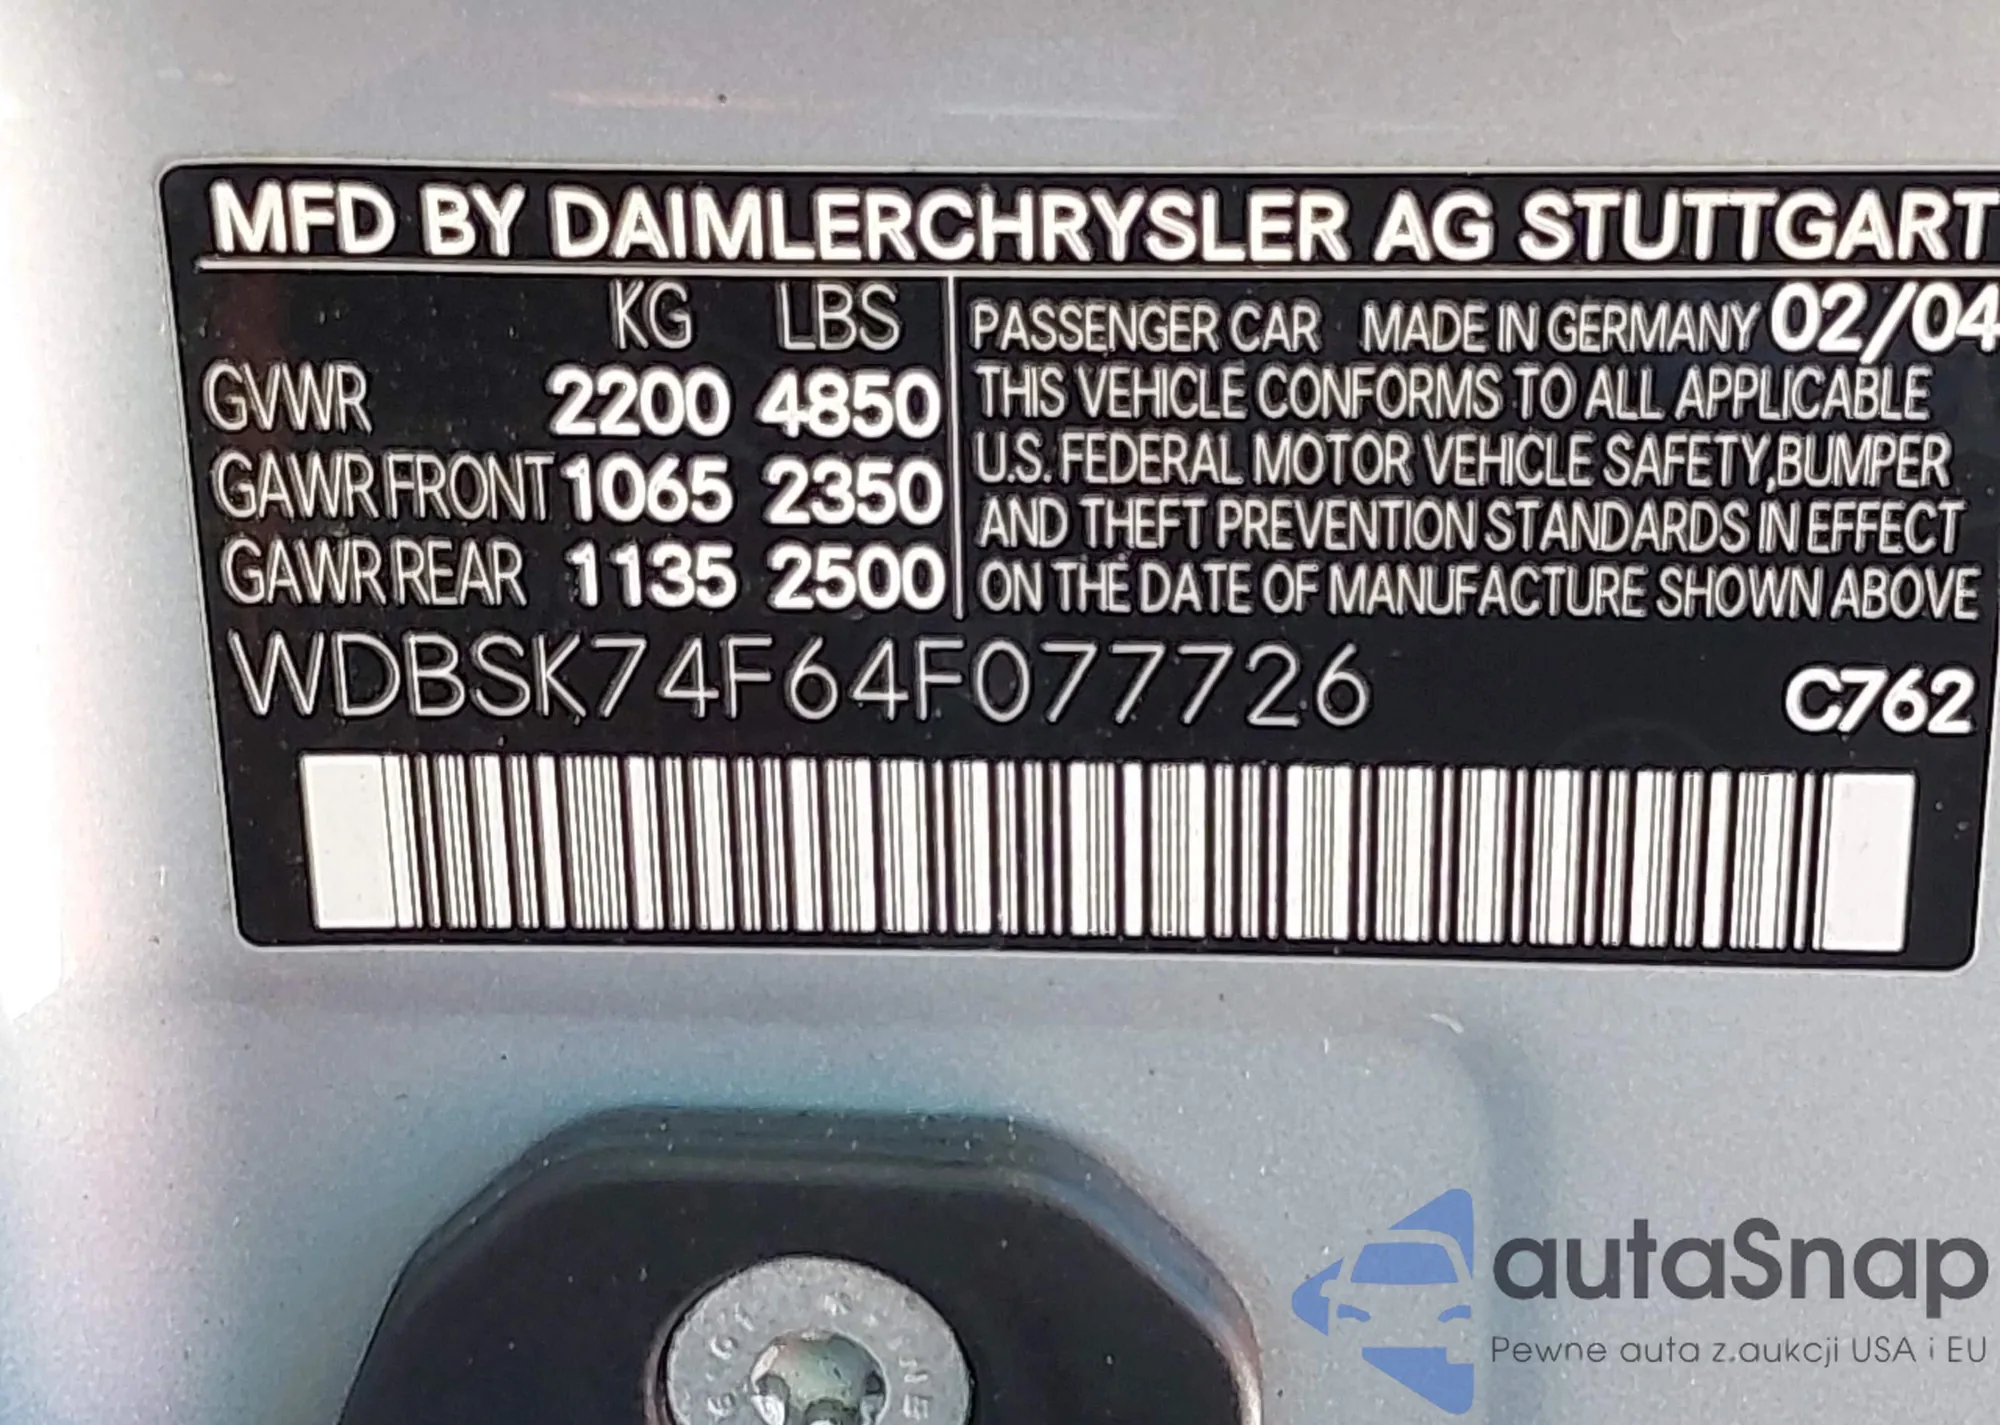 MFD BY DAIMLERCHRYSLER AG STUTTGART
KG LBS
GVWR 2200 4850
GAWR FRONT 1065 2350
GAWR REAR 1135 2500
PASSENGER CAR MADE IN GERMANY 02/04
THIS VEHICLE CONFORMS TO ALL APPLICABLE
U.S. FEDERAL MOTOR VEHICLE SAFETY,BUMPER
AND THEFT PREVENTION STANDARDS IN EFFECT
ON THE DATE OF MANUFACTURE SHOWN ABOVE
WDBSK74F64F077726 C762
autaSnap
Pewne auta z aukcji USA i EU